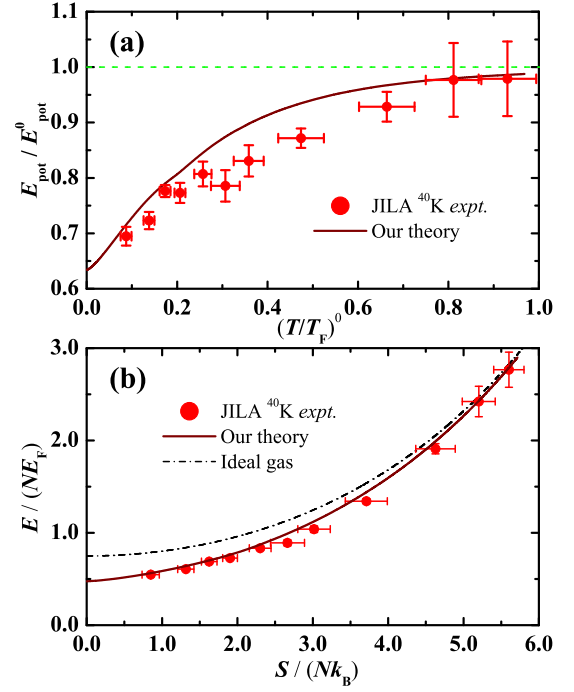 (a)
1.1
1.0
0.9
0.8
0.7
0.6
E_pot / E^0_pot
JILA ^40K expt.
Our theory
0.0 0.2 0.4 0.6 0.8 1.0
(T/T_F)^0
(b)
3.0
2.0
1.0
0.0
E / (NE_F)
JILA ^40K expt.
Our theory
Ideal gas
0.0 1.0 2.0 3.0 4.0 5.0 6.0
S / (Nk_B)